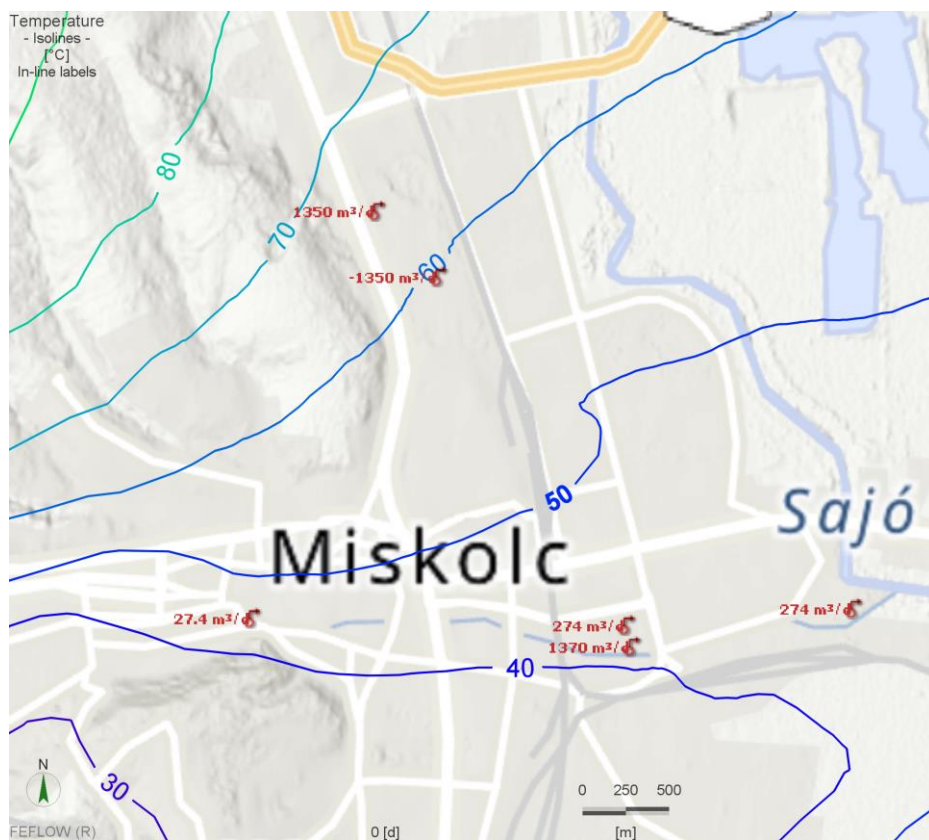 Temperature
- Isolines -
[°C]
In-line labels
80
1350 m³/d
70
60
-1350 m³/d
50
Sajó
Miskolc
27.4 m³/d
274 m³/d
274 m³/d
1370 m³/d
40
N
30
0 250 500
FEFLOW (R)
0 [d]
[m]